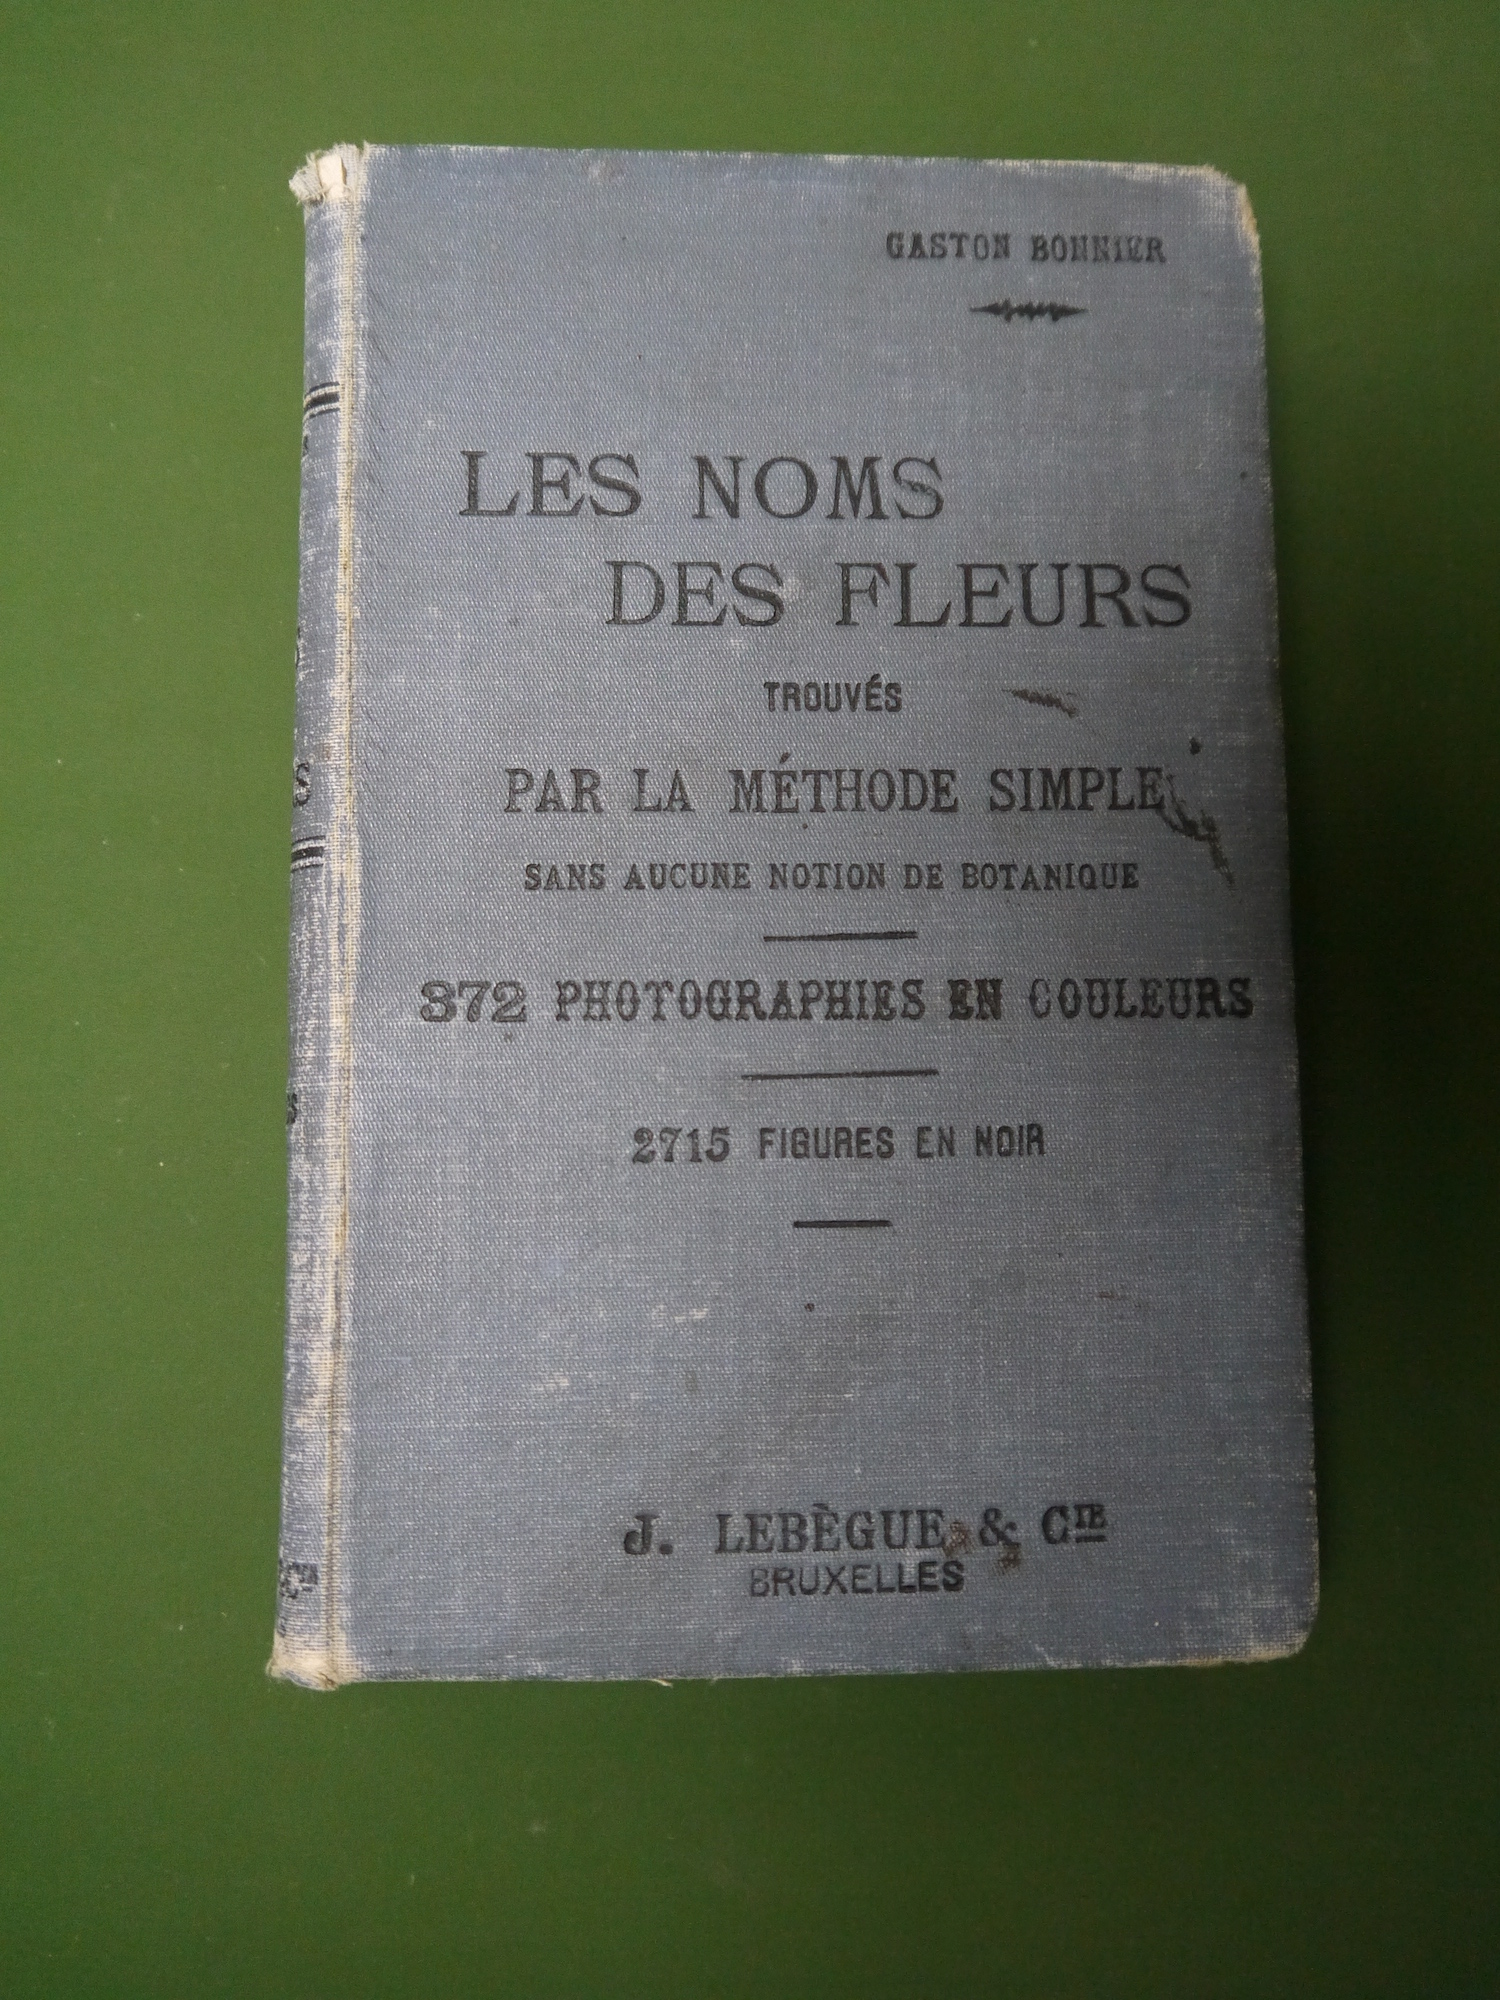 GASTON BONNIER
LES NOMS
DES FLEURS
TROUVÉS
PAR LA MÉTHODE SIMPLE
SANS AUCUNE NOTION DE BOTANIQUE
372 PHOTOGRAPHIES EN COULEURS
2715 FIGURES EN NOIR
J. LEBÈGUE & CIE
BRUXELLES